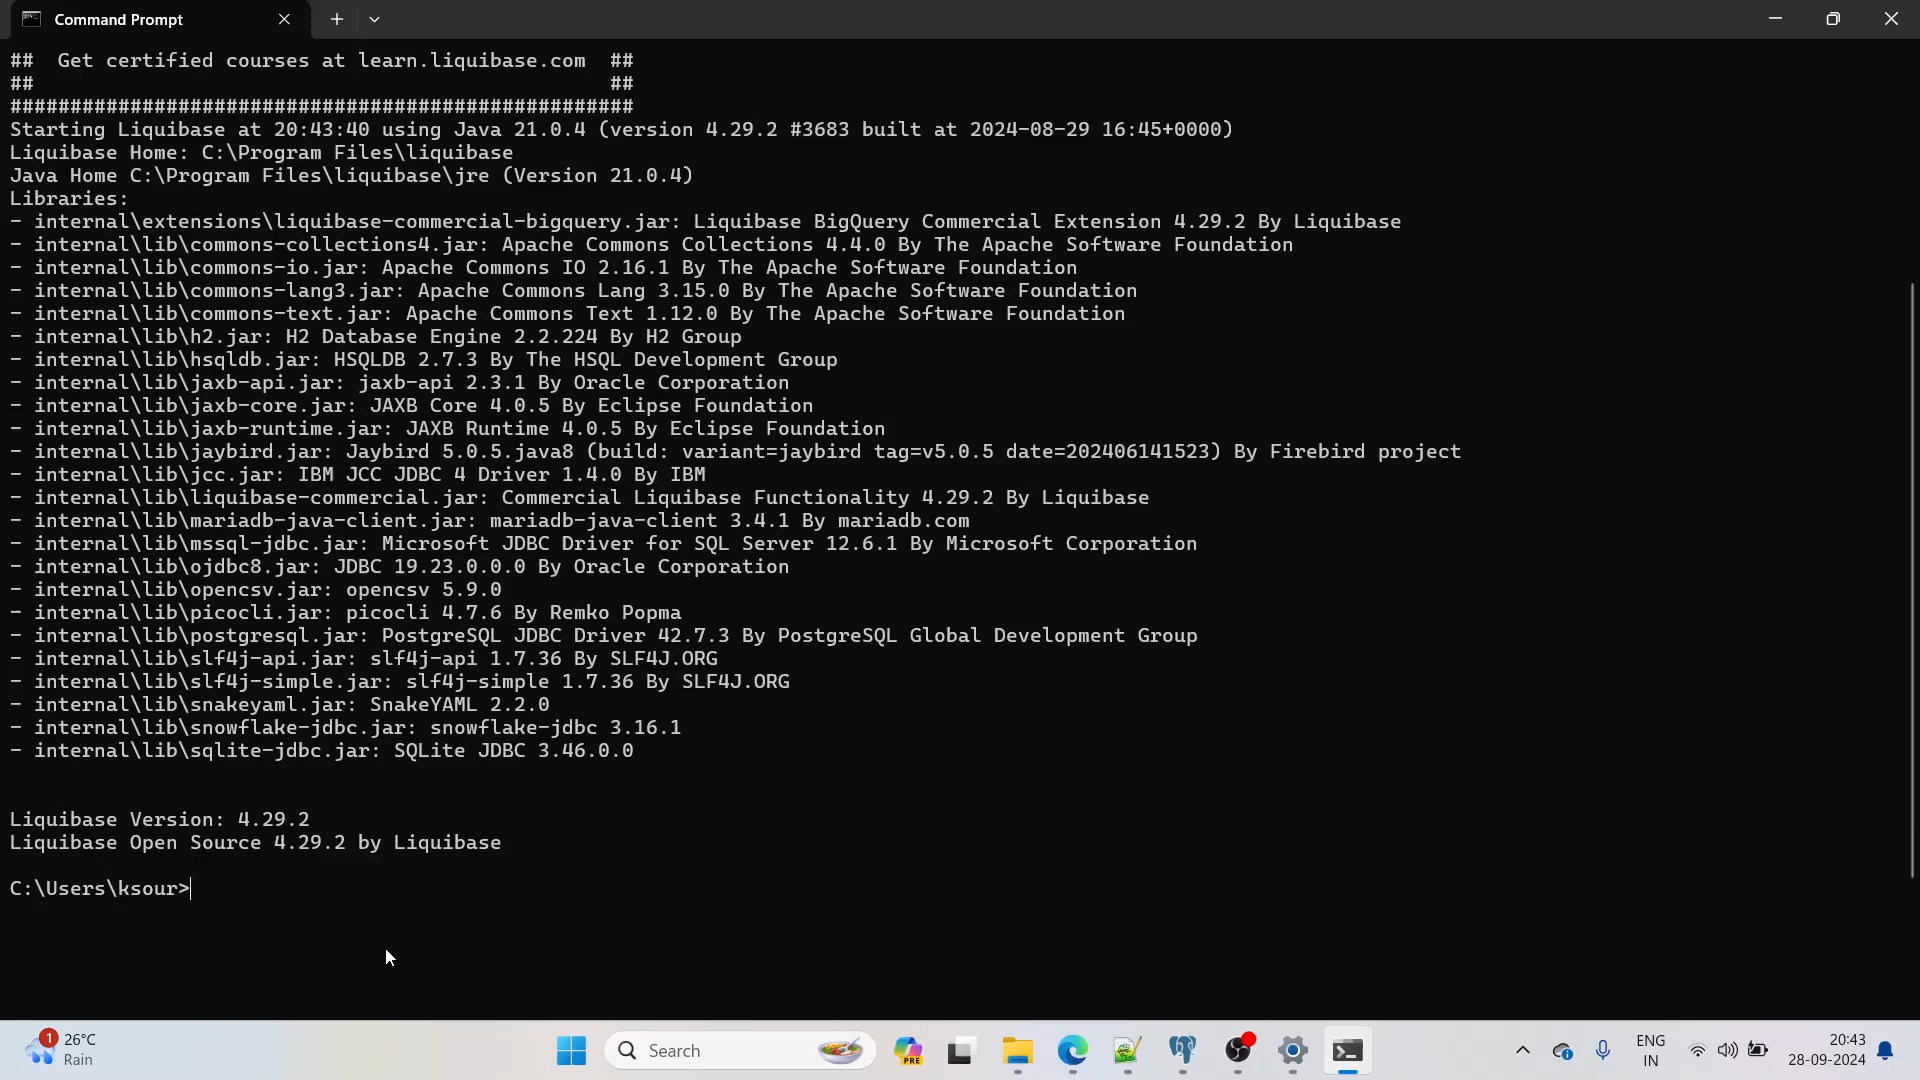 Command Prompt
##  Get certified courses at learn.liquibase.com  ##
##                                                ##
####################################################
Starting Liquibase at 20:43:40 using Java 21.0.4 (version 4.29.2 #3683 built at 2024-08-29 16:45+0000)
Liquibase Home: C:\Program Files\liquibase
Java Home C:\Program Files\liquibase\jre (Version 21.0.4)
Libraries:
- internal\extensions\liquibase-commercial-bigquery.jar: Liquibase BigQuery Commercial Extension 4.29.2 By Liquibase
- internal\lib\commons-collections4.jar: Apache Commons Collections 4.4.0 By The Apache Software Foundation
- internal\lib\commons-io.jar: Apache Commons IO 2.16.1 By The Apache Software Foundation
- internal\lib\commons-lang3.jar: Apache Commons Lang 3.15.0 By The Apache Software Foundation
- internal\lib\commons-text.jar: Apache Commons Text 1.12.0 By The Apache Software Foundation
- internal\lib\h2.jar: H2 Database Engine 2.2.224 By H2 Group
- internal\lib\hsqldb.jar: HSQLDB 2.7.3 By The HSQL Development Group
- internal\lib\jaxb-api.jar: jaxb-api 2.3.1 By Oracle Corporation
- internal\lib\jaxb-core.jar: JAXB Core 4.0.5 By Eclipse Foundation
- internal\lib\jaxb-runtime.jar: JAXB Runtime 4.0.5 By Eclipse Foundation
- internal\lib\jaybird.jar: Jaybird 5.0.5.java8 (build: variant=jaybird tag=v5.0.5 date=202406141523) By Firebird project
- internal\lib\jcc.jar: IBM JCC JDBC 4 Driver 1.4.0 By IBM
- internal\lib\liquibase-commercial.jar: Commercial Liquibase Functionality 4.29.2 By Liquibase
- internal\lib\mariadb-java-client.jar: mariadb-java-client 3.4.1 By mariadb.com
- internal\lib\mssql-jdbc.jar: Microsoft JDBC Driver for SQL Server 12.6.1 By Microsoft Corporation
- internal\lib\ojdbc8.jar: JDBC 19.23.0.0.0 By Oracle Corporation
- internal\lib\opencsv.jar: opencsv 5.9.0
- internal\lib\picocli.jar: picocli 4.7.6 By Remko Popma
- internal\lib\postgresql.jar: PostgreSQL JDBC Driver 42.7.3 By PostgreSQL Global Development Group
- internal\lib\slf4j-api.jar: slf4j-api 1.7.36 By SLF4J.ORG
- internal\lib\slf4j-simple.jar: slf4j-simple 1.7.36 By SLF4J.ORG
- internal\lib\snakeyaml.jar: SnakeYAML 2.2.0
- internal\lib\snowflake-jdbc.jar: snowflake-jdbc 3.16.1
- internal\lib\sqlite-jdbc.jar: SQLite JDBC 3.46.0.0
Liquibase Version: 4.29.2
Liquibase Open Source 4.29.2 by Liquibase
C:\Users\ksour>
1
26°C
Rain
Search
PRE
ENG
IN
20:43
28-09-2024